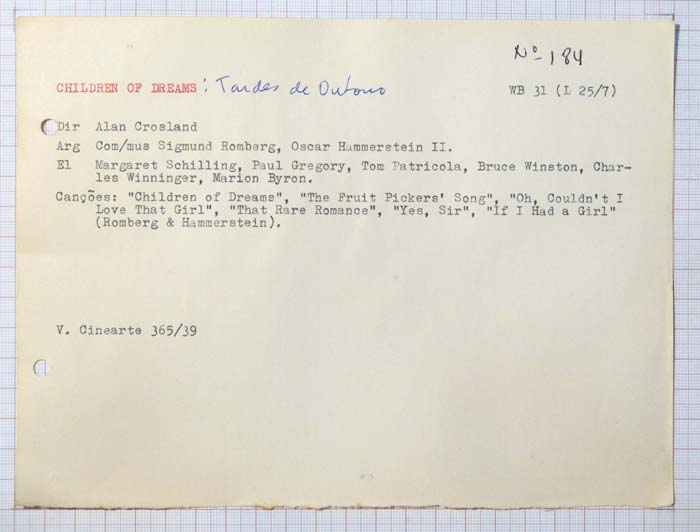 Nº 184
CHILDREN OF DREAMS : Tardes de Outono WB 31 (L 25/7)
Dir Alan Crosland
Arg Com/mus Sigmund Romberg, Oscar Hammerstein II.
El Margaret Schilling, Paul Gregory, Tom Patricola, Bruce Winston, Char-
les Winninger, Marion Byron.
Canções: "Children of Dreams", "The Fruit Pickers' Song", "Oh, Couldn't I
Love That Girl", "That Rare Romance", "Yes, Sir", "If I Had a Girl"
(Romberg & Hammerstein).
V. Cinearte 365/39